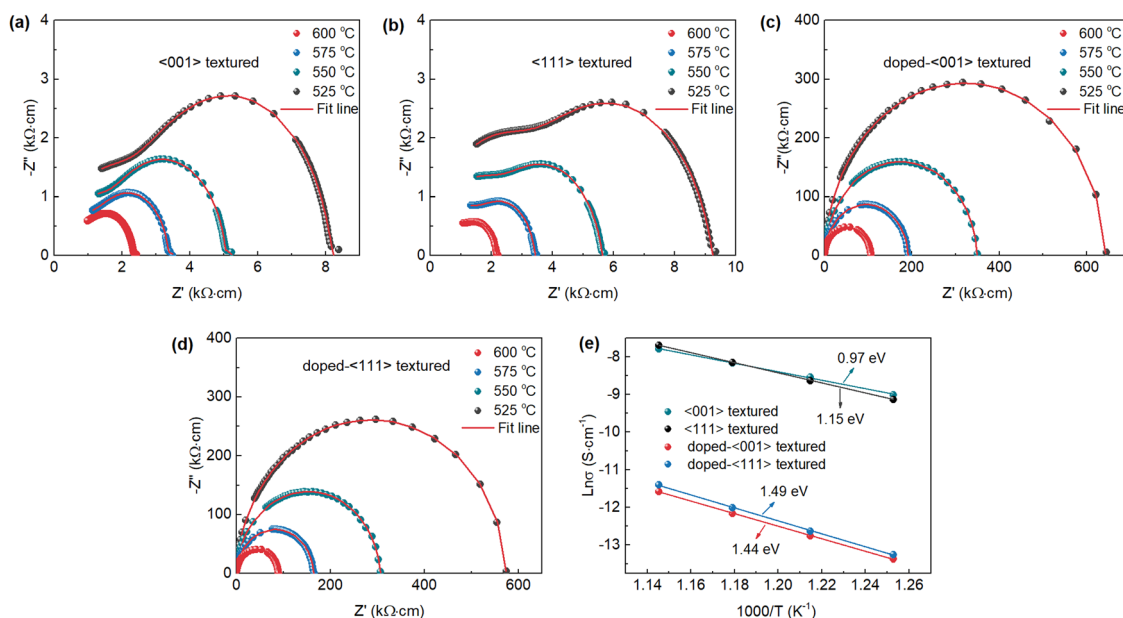 (a)
4
3
2
1
0
-Z'' (kΩ·cm)
0 2 4 6 8
Z' (kΩ·cm)
<001> textured
600 °C
575 °C
550 °C
525 °C
Fit line
(b)
4
3
2
1
0
-Z'' (kΩ·cm)
0 2 4 6 8 10
Z' (kΩ·cm)
<111> textured
600 °C
575 °C
550 °C
525 °C
Fit line
(c)
400
300
200
100
0
-Z''(kΩ·cm)
0 200 400 600
Z' (kΩ·cm)
doped-<001> textured
600 °C
575 °C
550 °C
525 °C
Fit line
(d)
400
300
200
100
0
-Z'' (kΩ·cm)
0 200 400 600
Z' (kΩ·cm)
doped-<111> textured
600 °C
575 °C
550 °C
525 °C
Fit line
(e)
-8
-9
-10
-11
-12
-13
Lnσ (S·cm⁻¹)
1.14 1.16 1.18 1.20 1.22 1.24 1.26
1000/T (K⁻¹)
0.97 eV
1.15 eV
<001> textured
<111> textured
doped-<001> textured
doped-<111> textured
1.49 eV
1.44 eV